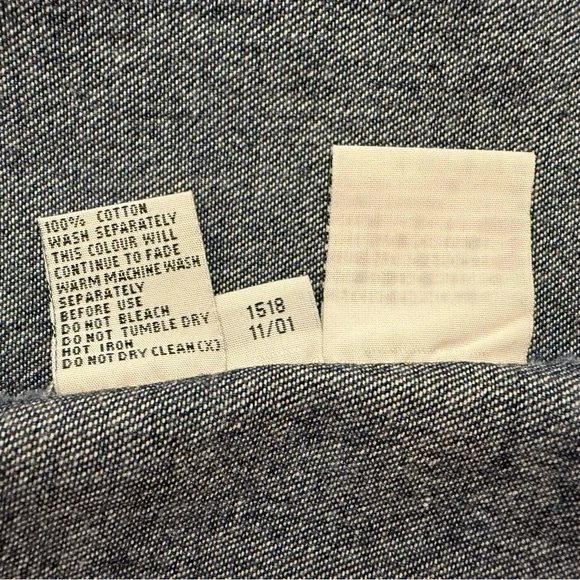 100% COTTON
WASH SEPARATELY
THIS COLOUR WILL
CONTINUE TO FADE
WARM MACHINE WASH
SEPARATELY
BEFORE USE
DO NOT BLEACH
DO NOT TUMBLE DRY
HOT IRON
DO NOT DRY CLEAN(X)
1518
11/01